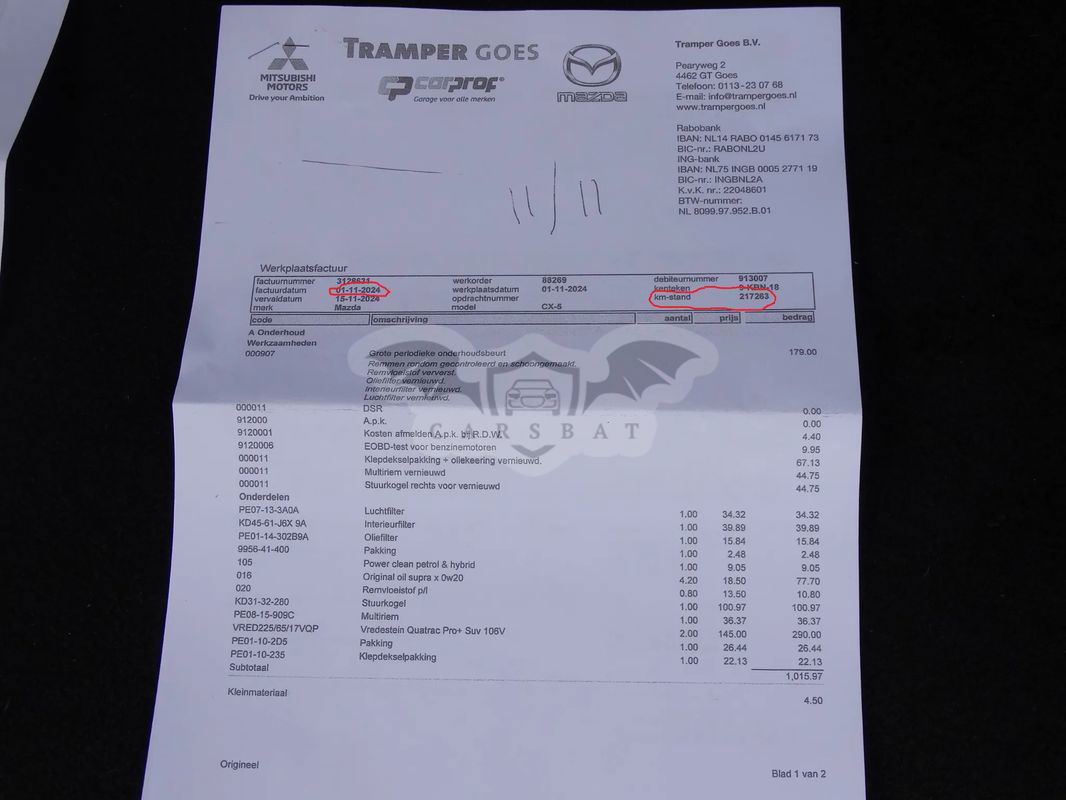 MITSUBISHI
MOTORS
Drive your Ambition
TRAMPER GOES
CP carprof
Garage voor alle merken
mazda
Tramper Goes B.V.
Pearyweg 2
4462 GT Goes
Telefoon: 0113 - 23 07 68
E-mail: info@trampergoes.nl
www.trampergoes.nl
Rabobank
IBAN: NL14 RABO 0145 6171 73
BIC-nr.: RABONL2U
ING-bank
IBAN: NL75 INGB 0005 2771 19
BIC-nr.: INGBNL2A
K.v.K. nr.: 22048601
BTW-nummer:
NL 8099.97.952.B.01
11/11
Werkplaatsfactuur
factuurnummer 3128631 werkorder 88269 debiteurnummer 913007
factuurdatum 01-11-2024 werkplaatsdatum 01-11-2024 kenteken 9-KBN-18
vervaldatum 15-11-2024 opdrachtnummer km-stand 217263
merk Mazda model CX-5
code omschrijving aantal prijs bedrag
A Onderhoud
Werkzaamheden
000907 Grote periodieke onderhoudsbeurt 179.00
Remmen rondom gecontroleerd en schoongemaakt.
Remvloeistof ververst.
Oliefilter vernieuwd.
Interieurfilter vernieuwd.
Luchtfilter vernieuwd.
000011 DSR 0.00
912000 A.p.k. 0.00
9120001 Kosten afmelden A.p.k. bij R.D.W. 4.40
9120006 EOBD-test voor benzinemotoren 9.95
000011 Klepdekselpakking + oliekeering vernieuwd. 67.13
000011 Multiriem vernieuwd 44.75
000011 Stuurkogel rechts voor vernieuwd 44.75
Onderdelen
PE07-13-3A0A Luchtfilter 1.00 34.32 34.32
KD45-61-J6X 9A Interieurfilter 1.00 39.89 39.89
PE01-14-302B9A Oliefilter 1.00 15.84 15.84
9956-41-400 Pakking 1.00 2.48 2.48
105 Power clean petrol & hybrid 1.00 9.05 9.05
016 Original oil supra x 0w20 4.20 18.50 77.70
020 Remvloeistof p/l 0.80 13.50 10.80
KD31-32-280 Stuurkogel 1.00 100.97 100.97
PE08-15-909C Multiriem 1.00 36.37 36.37
VRED225/65/17VQP Vredestein Quatrac Pro+ Suv 106V 2.00 145.00 290.00
PE01-10-2D5 Pakking 1.00 26.44 26.44
PE01-10-235 Klepdekselpakking 1.00 22.13 22.13
Subtotaal 1,015.97
Kleinmateriaal 4.50
Origineel
Blad 1 van 2
CARSBAT